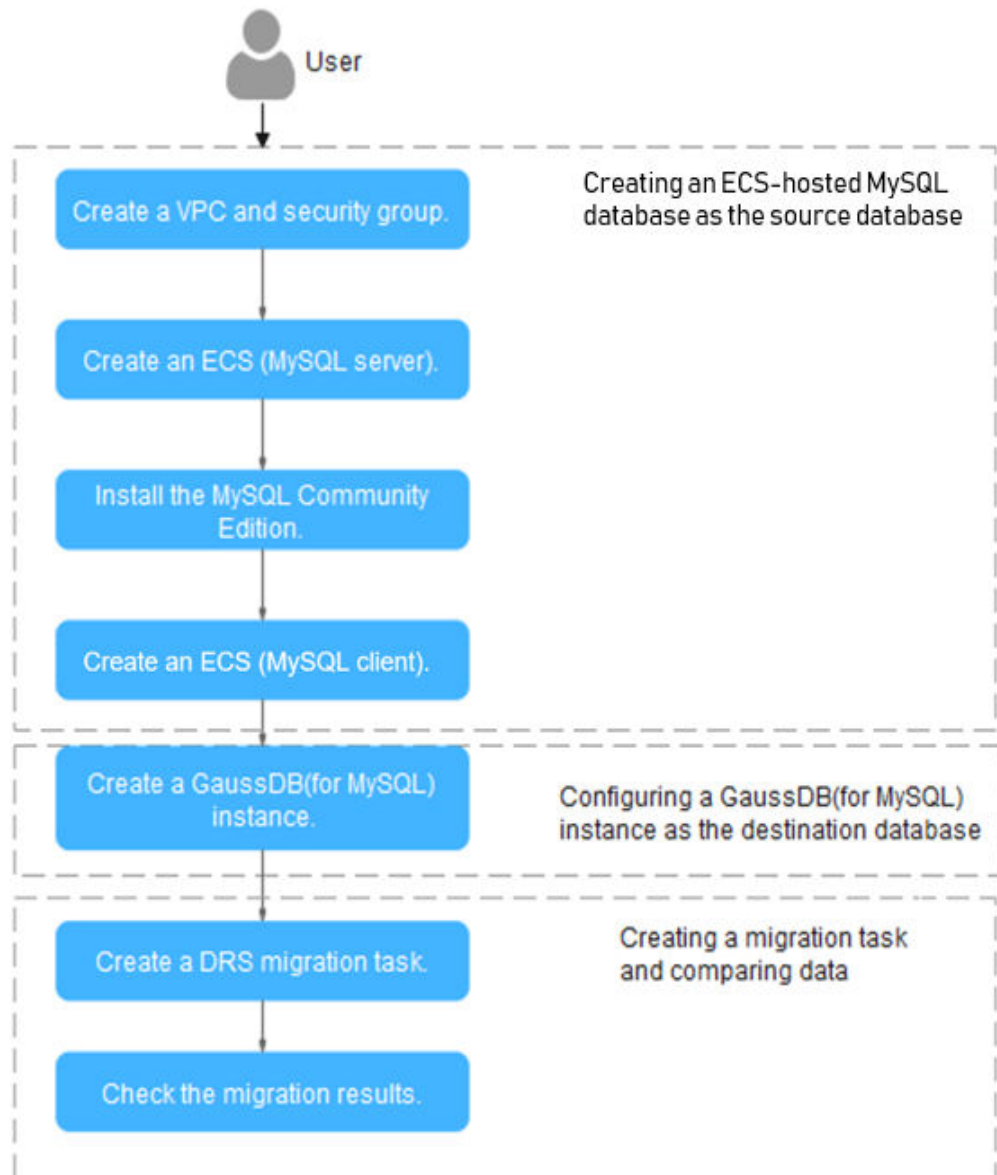 User
Create a VPC and security group.
Creating an ECS-hosted MySQL
database as the source database
Create an ECS (MySQL server).
Install the MySQL Community
Edition.
Create an ECS (MySQL client).
Create a GaussDB(for MySQL)
instance.
Configuring a GaussDB(for MySQL)
instance as the destination database
Create a DRS migration task.
Creating a migration task
and comparing data
Check the migration results.